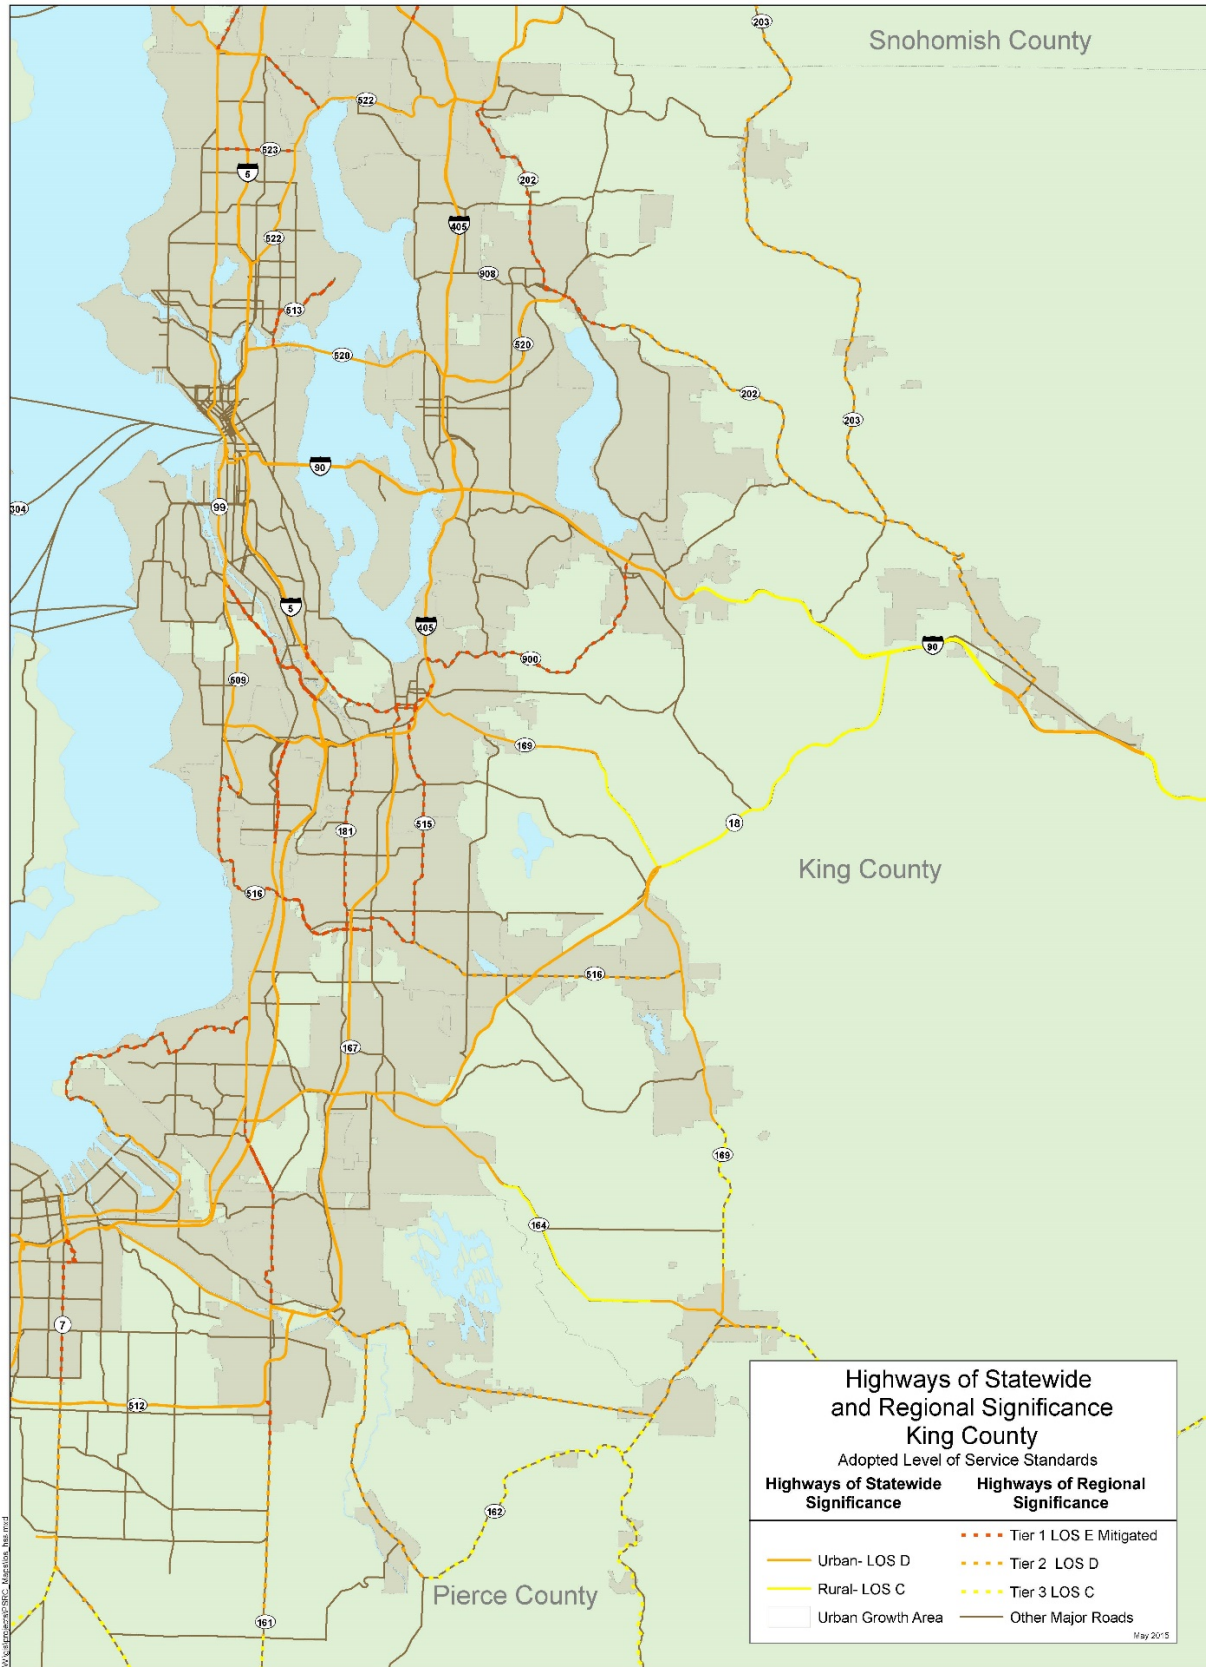 203
Snohomish County
522
523
5
202
405
522
908
513
520
520
202
203
90
304
99
5
405
90
900
509
169
18
181
515
King County
516
516
167
169
164
7
512
162
Pierce County
161
Highways of Statewide
and Regional Significance
King County
Adopted Level of Service Standards
Highways of Statewide Significance
Highways of Regional Significance
Tier 1 LOS E Mitigated
Urban- LOS D
Tier 2 LOS D
Rural- LOS C
Tier 3 LOS C
Urban Growth Area
Other Major Roads
May 2015